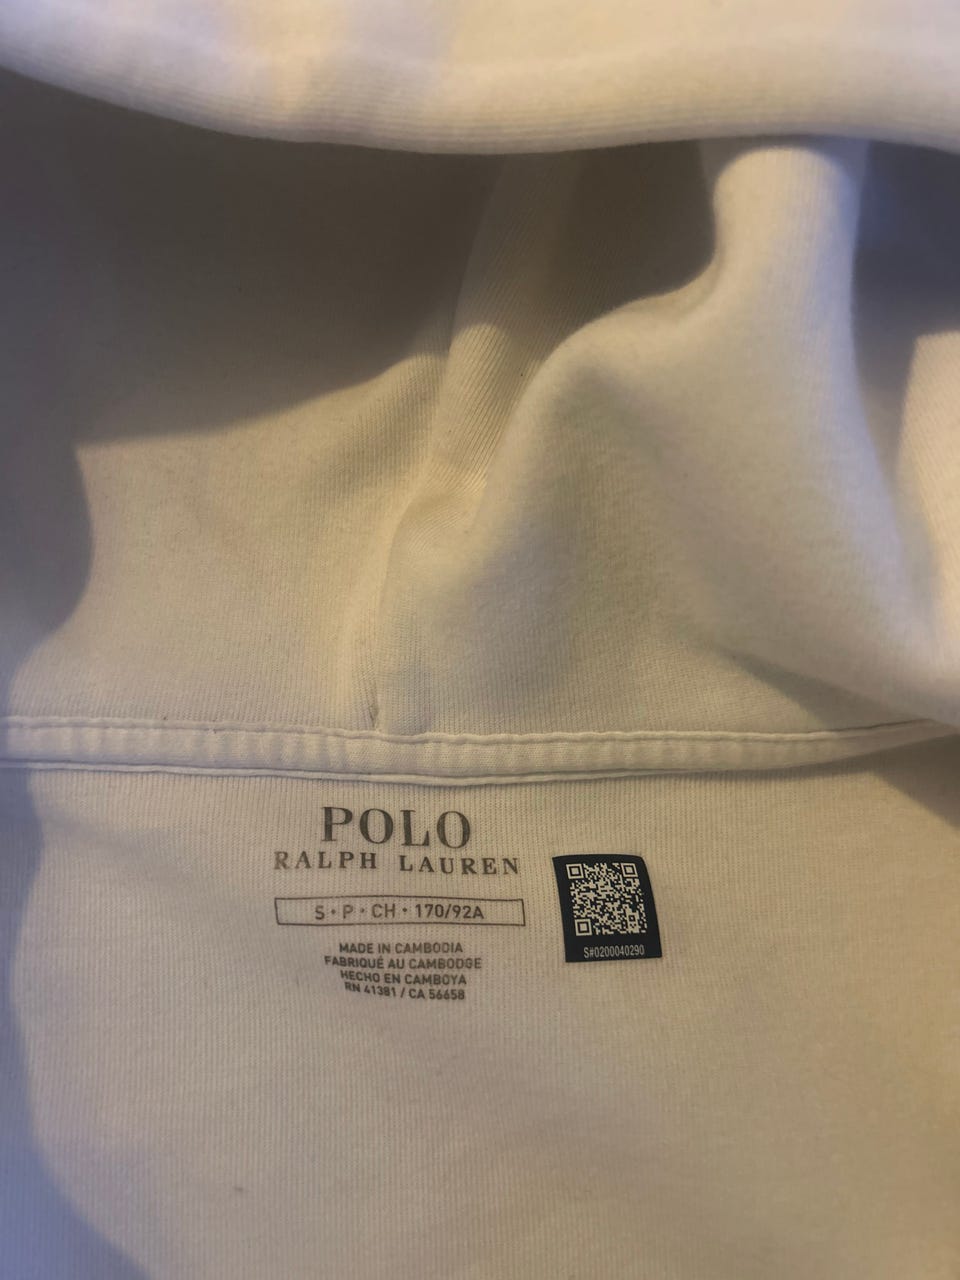 POLO
RALPH LAUREN
S • P • CH • 170/92A
MADE IN CAMBODIA
FABRIQUÉ AU CAMBODGE
HECHO EN CAMBOYA
RN 41381 / CA 56658
S#0200040290